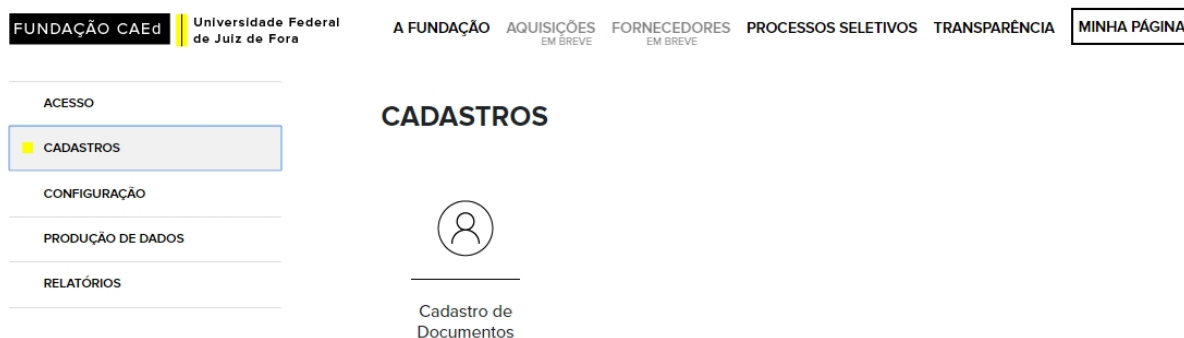 FUNDAÇÃO CAEd
Universidade Federal
de Juiz de Fora
A FUNDAÇÃO
AQUISIÇÕES
EM BREVE
FORNECEDORES
EM BREVE
PROCESSOS SELETIVOS
TRANSPARÊNCIA
MINHA PÁGINA
ACESSO
CADASTROS
CONFIGURAÇÃO
PRODUÇÃO DE DADOS
RELATÓRIOS
CADASTROS
Cadastro de
Documentos